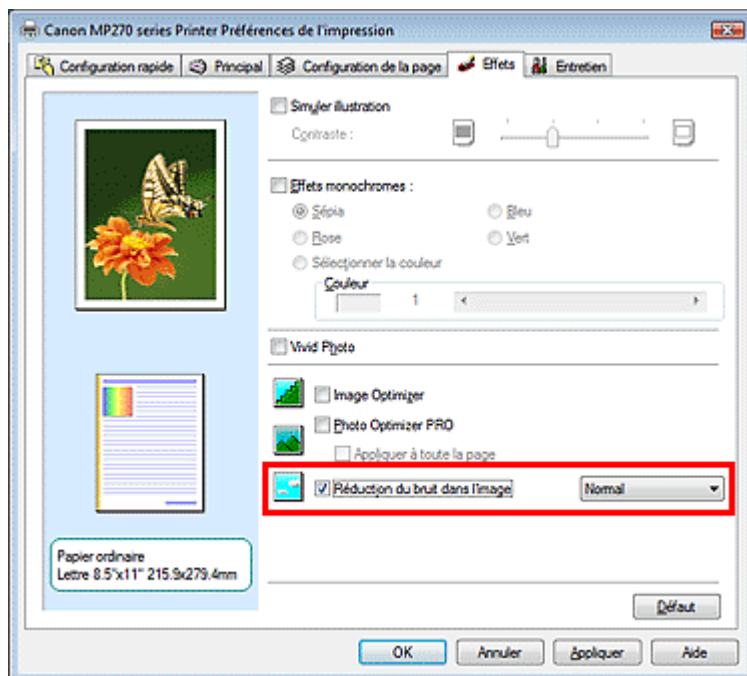 Canon MP270 series Printer Préférences de l'impression
Configuration rapide Principal Configuration de la page Effets Entretien
Simuler illustration
Contraste :
Effets monochromes :
Sépia Bleu
Rose Vert
Sélectionner la couleur
Couleur
1
Vivid Photo
Image Optimizer
Photo Optimizer PRO
Appliquer à toute la page
Réduction du bruit dans l'image Normal
Papier ordinaire
Lettre 8.5"x11" 215.9x279.4mm
Défaut
OK Annuler Appliquer Aide